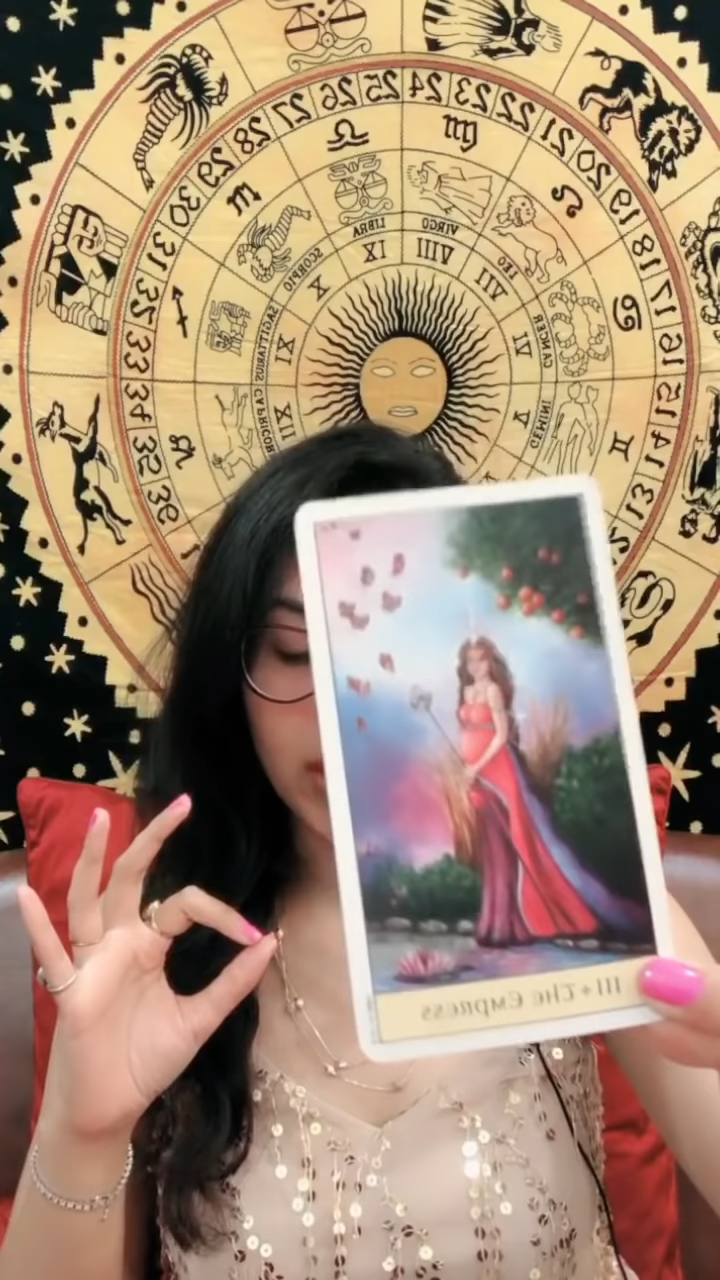 27 26 25 24 23 22
28 21
29 20
30 19
31 18
32 17
33 16
34 15
35 14
36 13
LIBRA VIRGO
IX VIII
SCORPIO LEO
X VII
SAGITTARIUS CANCER
XI VI
CAPRICORN GEMINI
XII V
III + The Empress